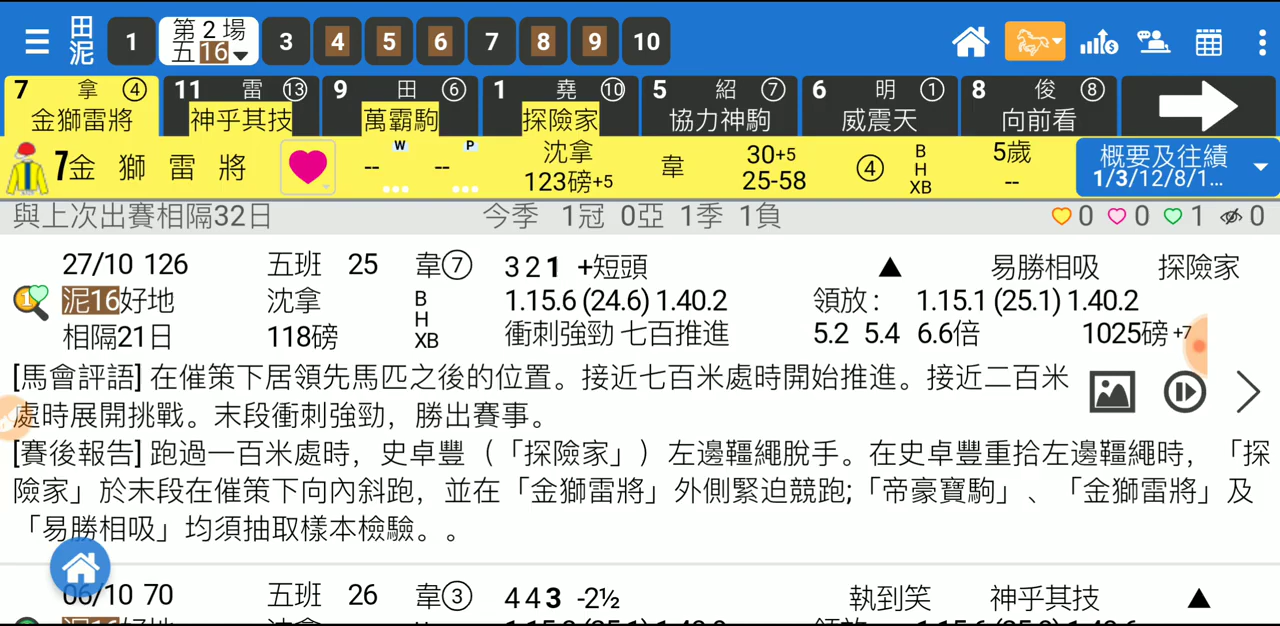 田 泥 1 第 2 場 五 16 3 4 5 6 7 8 9 10
7 拿 ④ 11 雷 ⑬ 9 田 ⑥ 1 堯 ⑩ 5 紹 ⑦ 6 明 ① 8 俊 ⑧
金獅雷將 神乎其技 萬霸駒 探險家 協力神駒 威震天 向前看
7 金獅雷將 -- W -- P 沈拿 韋 30+5 ④ B H XB 5歲 概要及往績
123磅+5 25-58 -- 1/3/12/8/1...
與上次出賽相隔32日 今季 1冠 0亞 1季 1負 0 0 1 0
27/10 126 五班 25 韋⑦ 3 2 1 +短頭 ▲ 易勝相吸 探險家
1 泥16好地 沈拿 B H XB 1.15.6 (24.6) 1.40.2 領放： 1.15.1 (25.1) 1.40.2
相隔21日 118磅 衝刺強勁 七百推進 5.2 5.4 6.6倍 1025磅 +7
[馬會評語] 在催策下居領先馬匹之後的位置。接近七百米處時開始推進。接近二百米
處時展開挑戰。末段衝刺強勁，勝出賽事。
[賽後報告] 跑過一百米處時，史卓豐（「探險家」）左邊韁繩脫手。在史卓豐重拾左邊韁繩時，「探
險家」於末段在催策下向內斜跑，並在「金獅雷將」外側緊迫競跑;「帝豪寶駒」、「金獅雷將」及
「易勝相吸」均須抽取樣本檢驗。。
06/10 70 五班 26 韋③ 4 4 3 -2½ 執到笑 神乎其技 ▲